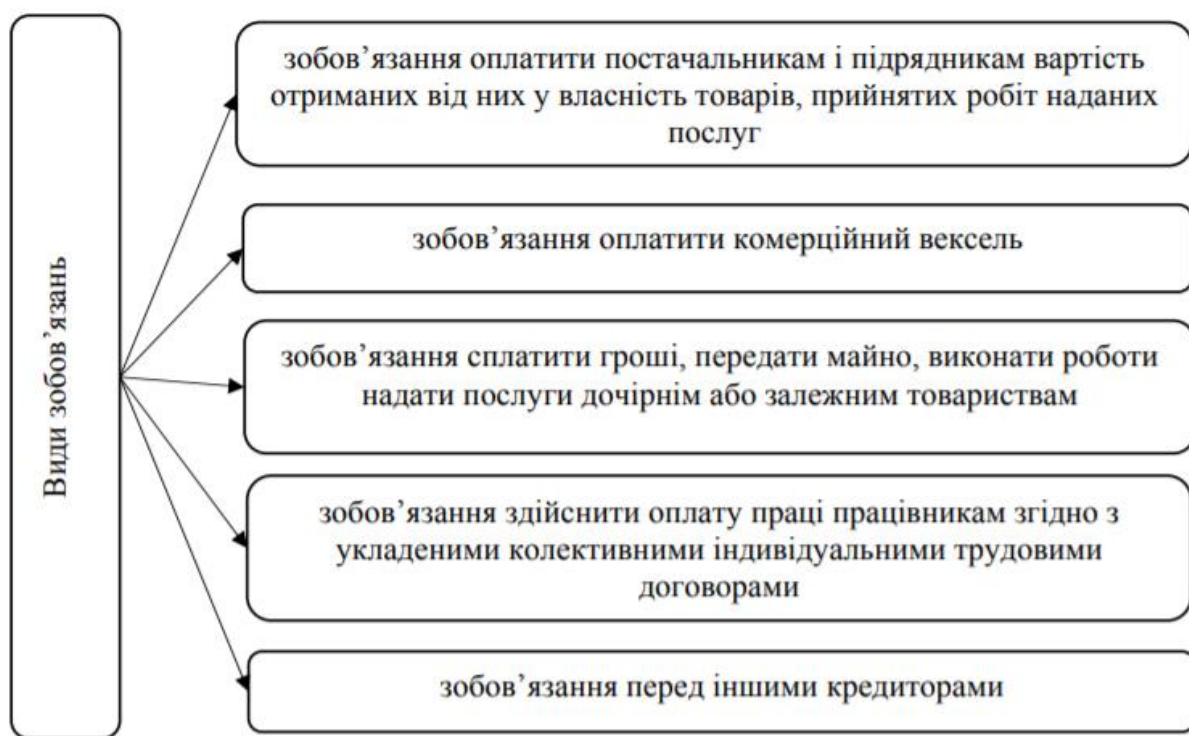 Види зобов’язань
зобов’язання оплатити постачальникам і підрядникам вартість
отриманих від них у власність товарів, прийнятих робіт наданих
послуг
зобов’язання оплатити комерційний вексель
зобов’язання сплатити гроші, передати майно, виконати роботи
надати послуги дочірнім або залежним товариствам
зобов’язання здійснити оплату праці працівникам згідно з
укладеними колективними індивідуальними трудовими
договорами
зобов’язання перед іншими кредиторами